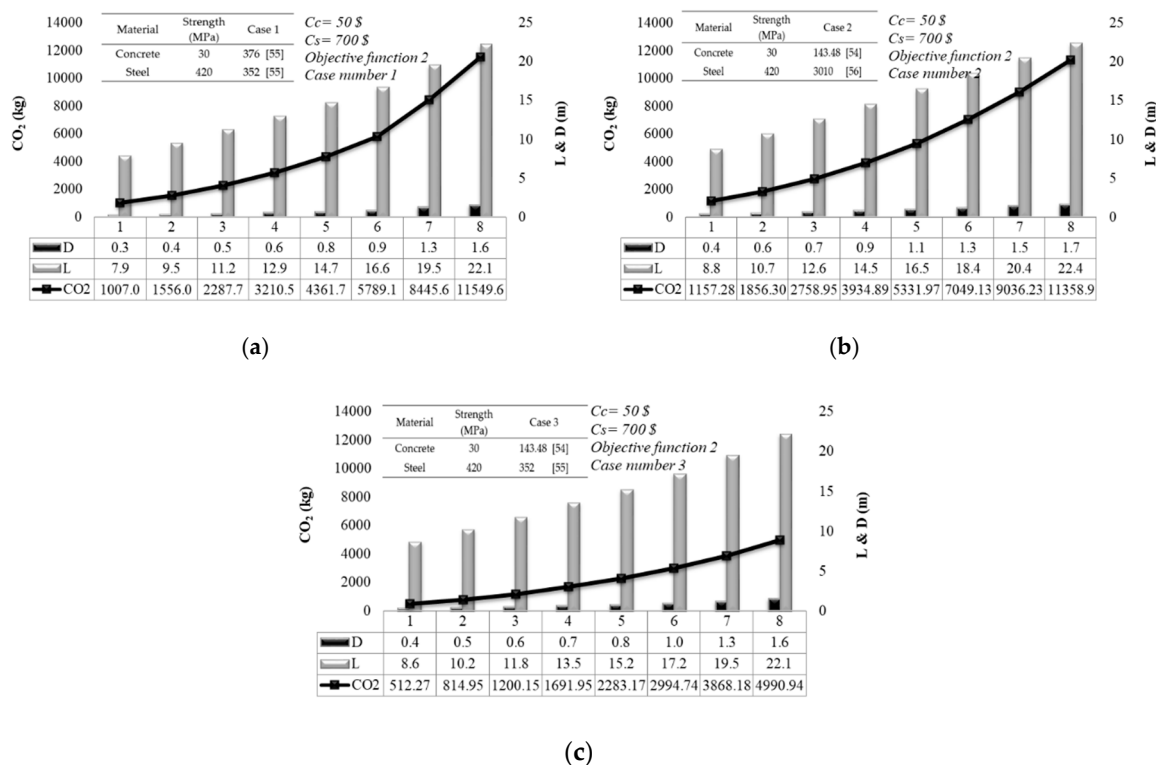 14000
12000
10000
8000
6000
4000
2000
0
CO2 (kg)
Material Strength (MPa) Case 1
Concrete 30 376 [55]
Steel 420 352 [55]
Cc= 50 $
Cs= 700 $
Objective function 2
Case number 1
25
20
15
10
5
0
L & D (m)
1 2 3 4 5 6 7 8
D 0.3 0.4 0.5 0.6 0.8 0.9 1.3 1.6
L 7.9 9.5 11.2 12.9 14.7 16.6 19.5 22.1
CO2 1007.0 1556.0 2287.7 3210.5 4361.7 5789.1 8445.6 11549.6
(a)
14000
12000
10000
8000
6000
4000
2000
0
CO2 (kg)
Material Strength (MPa) Case 2
Concrete 30 143.48 [54]
Steel 420 3010 [56]
Cc= 50 $
Cs= 700 $
Objective function 2
Case number 2
25
20
15
10
5
0
L & D (m)
1 2 3 4 5 6 7 8
D 0.4 0.6 0.7 0.9 1.1 1.3 1.5 1.7
L 8.8 10.7 12.6 14.5 16.5 18.4 20.4 22.4
CO2 1157.28 1856.30 2758.95 3934.89 5331.97 7049.13 9036.23 11358.9
(b)
14000
12000
10000
8000
6000
4000
2000
0
CO2 (kg)
Material Strength (MPa) Case 3
Concrete 30 143.48 [54]
Steel 420 352 [55]
Cc= 50 $
Cs= 700 $
Objective function 2
Case number 3
25
20
15
10
5
0
L & D (m)
1 2 3 4 5 6 7 8
D 0.4 0.5 0.6 0.7 0.8 1.0 1.3 1.6
L 8.6 10.2 11.8 13.5 15.2 17.2 19.5 22.1
CO2 512.27 814.95 1200.15 1691.95 2283.17 2994.74 3868.18 4990.94
(c)